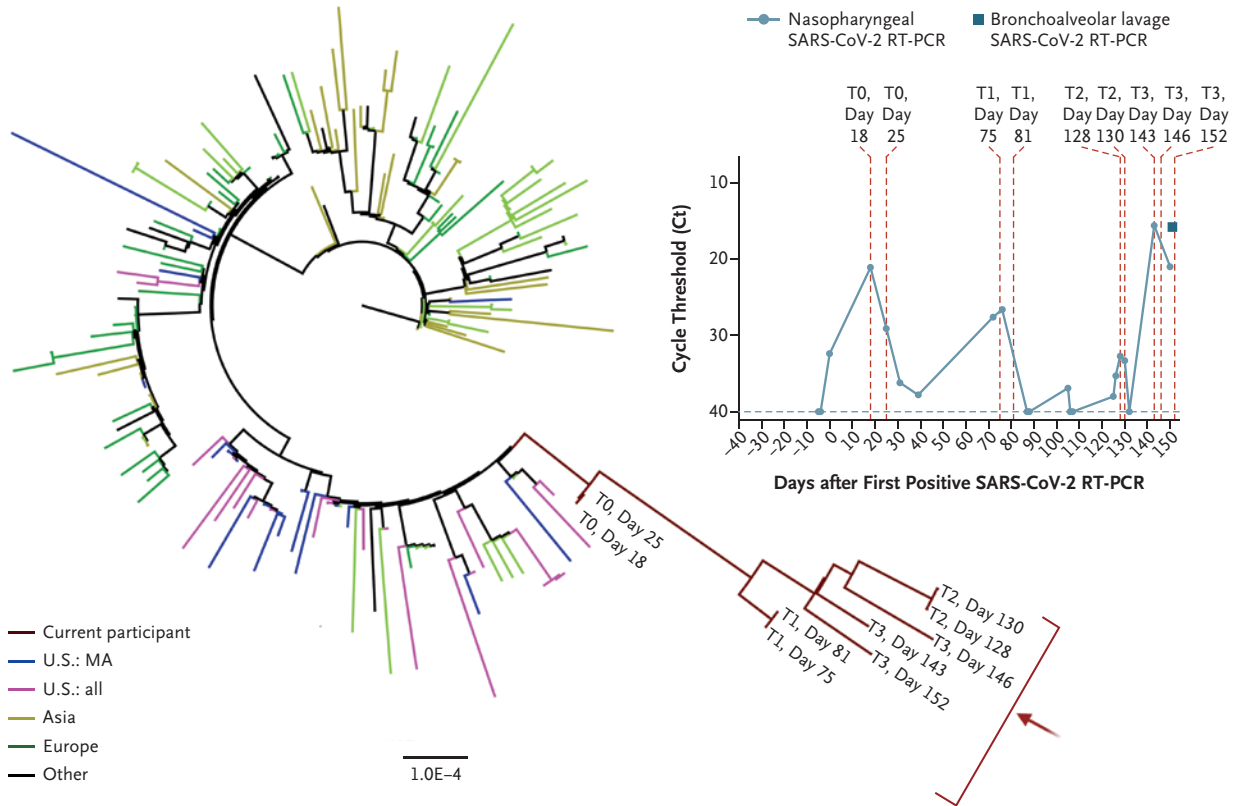 Nasopharyngeal
SARS-CoV-2 RT-PCR
Bronchoalveolar lavage
SARS-CoV-2 RT-PCR
T0,
Day
18
T0,
Day
25
T1,
Day
75
T1,
Day
81
T2,
Day
128
T2,
Day
130
T3,
Day
143
T3,
Day
146
T3,
Day
152
Cycle Threshold (Ct)
10
20
30
40
−40
−30
−20
−10
0
10
20
30
40
50
60
70
80
90
100
110
120
130
140
150
Days after First Positive SARS-CoV-2 RT-PCR
T0, Day 25
T0, Day 18
T2, Day 130
T2, Day 128
T3, Day 146
T3, Day 143
T3, Day 152
T1, Day 81
T1, Day 75
Current participant
U.S.: MA
U.S.: all
Asia
Europe
Other
1.0E−4